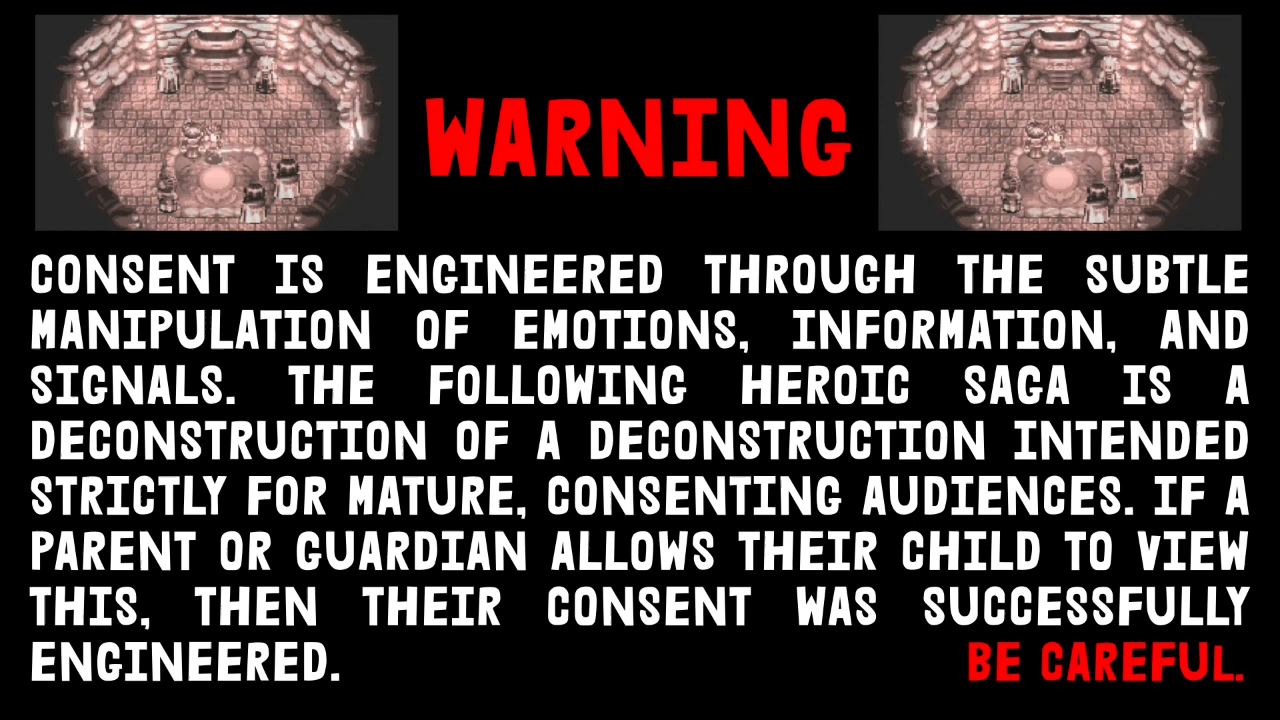 WARNING
CONSENT IS ENGINEERED THROUGH THE SUBTLE
MANIPULATION OF EMOTIONS, INFORMATION, AND
SIGNALS. THE FOLLOWING HEROIC SAGA IS A
DECONSTRUCTION OF A DECONSTRUCTION INTENDED
STRICTLY FOR MATURE, CONSENTING AUDIENCES. IF A
PARENT OR GUARDIAN ALLOWS THEIR CHILD TO VIEW
THIS, THEN THEIR CONSENT WAS SUCCESSFULLY
ENGINEERED. BE CAREFUL.